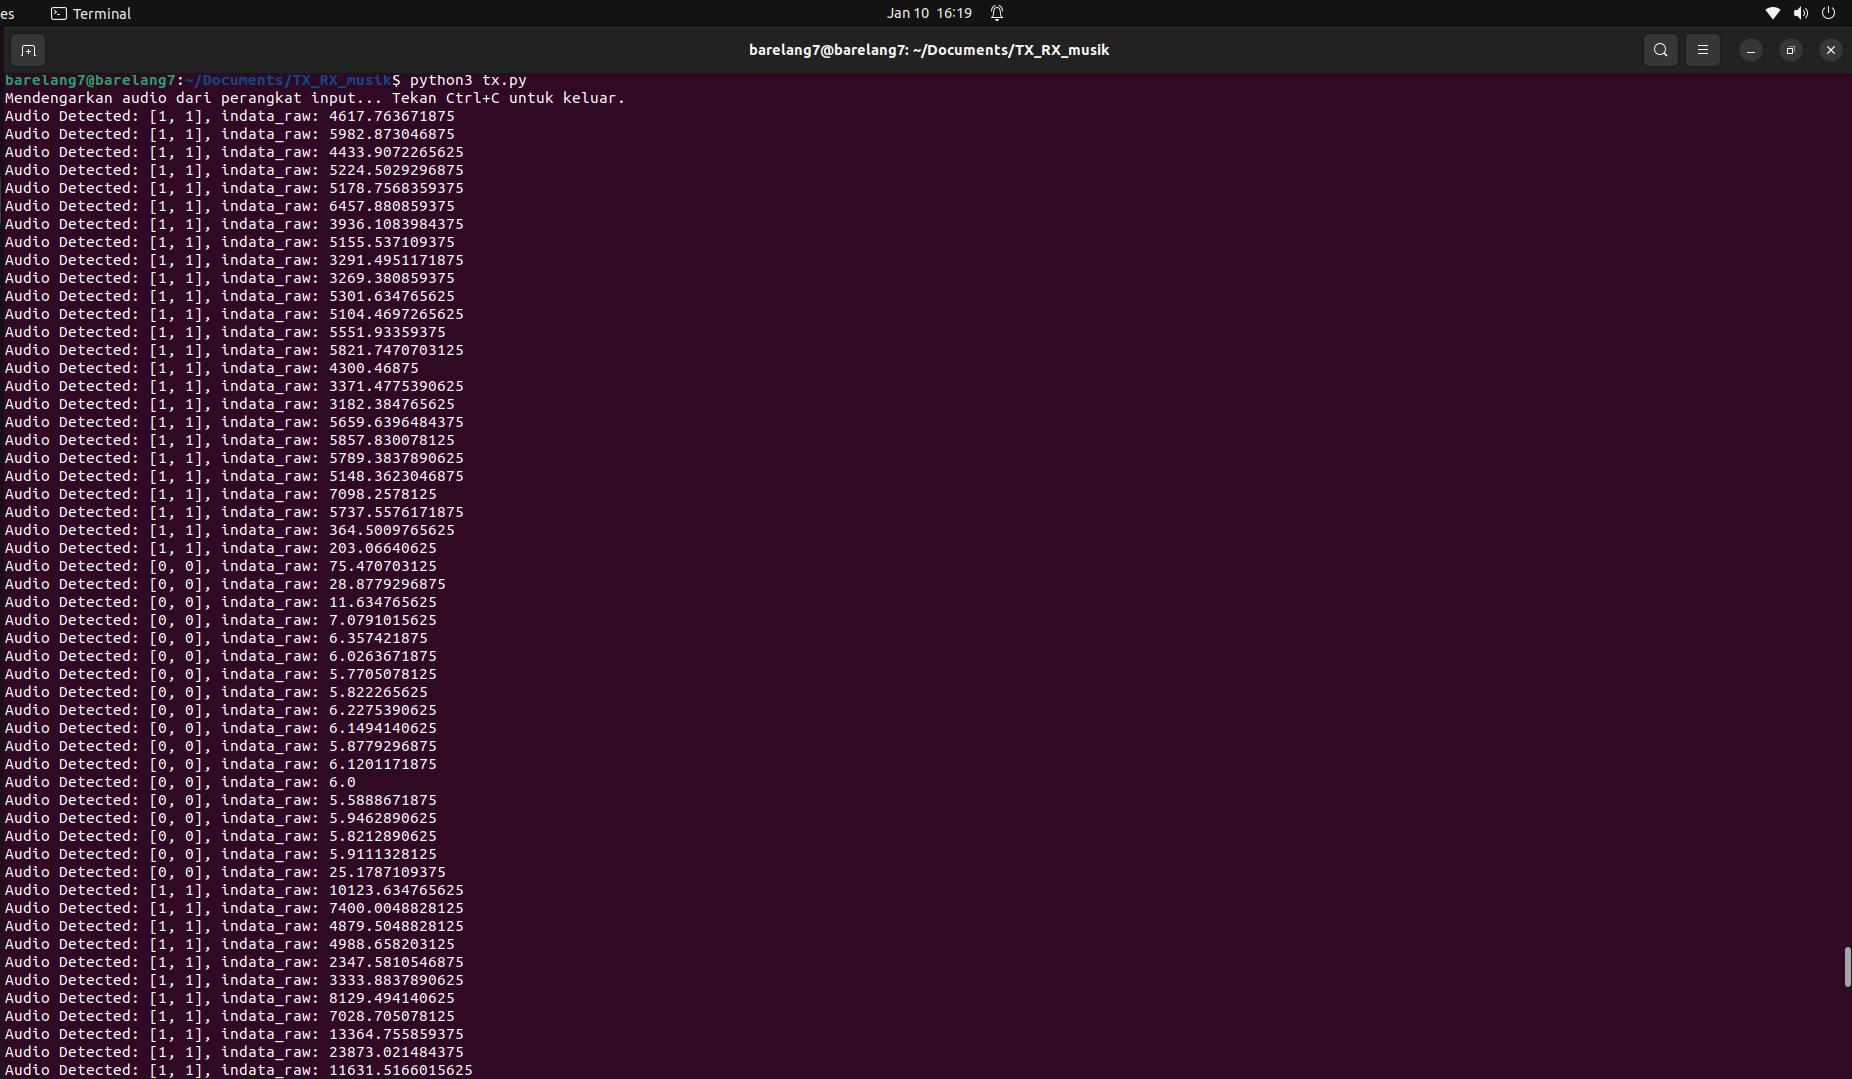 es Terminal Jan 10 16:19
barelang7@barelang7: ~/Documents/TX_RX_musik
barelang7@barelang7:~/Documents/TX_RX_musik$ python3 tx.py
Mendengarkan audio dari perangkat input... Tekan Ctrl+C untuk keluar.
Audio Detected: [1, 1], indata_raw: 4617.763671875
Audio Detected: [1, 1], indata_raw: 5982.873046875
Audio Detected: [1, 1], indata_raw: 4433.9072265625
Audio Detected: [1, 1], indata_raw: 5224.5029296875
Audio Detected: [1, 1], indata_raw: 5178.7568359375
Audio Detected: [1, 1], indata_raw: 6457.880859375
Audio Detected: [1, 1], indata_raw: 3936.1083984375
Audio Detected: [1, 1], indata_raw: 5155.537109375
Audio Detected: [1, 1], indata_raw: 3291.4951171875
Audio Detected: [1, 1], indata_raw: 3269.380859375
Audio Detected: [1, 1], indata_raw: 5301.634765625
Audio Detected: [1, 1], indata_raw: 5104.4697265625
Audio Detected: [1, 1], indata_raw: 5551.93359375
Audio Detected: [1, 1], indata_raw: 5821.7470703125
Audio Detected: [1, 1], indata_raw: 4300.46875
Audio Detected: [1, 1], indata_raw: 3371.4775390625
Audio Detected: [1, 1], indata_raw: 3182.384765625
Audio Detected: [1, 1], indata_raw: 5659.6396484375
Audio Detected: [1, 1], indata_raw: 5857.830078125
Audio Detected: [1, 1], indata_raw: 5789.3837890625
Audio Detected: [1, 1], indata_raw: 5148.3623046875
Audio Detected: [1, 1], indata_raw: 7098.2578125
Audio Detected: [1, 1], indata_raw: 5737.5576171875
Audio Detected: [1, 1], indata_raw: 364.5009765625
Audio Detected: [1, 1], indata_raw: 203.06640625
Audio Detected: [0, 0], indata_raw: 75.470703125
Audio Detected: [0, 0], indata_raw: 28.8779296875
Audio Detected: [0, 0], indata_raw: 11.634765625
Audio Detected: [0, 0], indata_raw: 7.0791015625
Audio Detected: [0, 0], indata_raw: 6.357421875
Audio Detected: [0, 0], indata_raw: 6.0263671875
Audio Detected: [0, 0], indata_raw: 5.7705078125
Audio Detected: [0, 0], indata_raw: 5.822265625
Audio Detected: [0, 0], indata_raw: 6.2275390625
Audio Detected: [0, 0], indata_raw: 6.1494140625
Audio Detected: [0, 0], indata_raw: 5.8779296875
Audio Detected: [0, 0], indata_raw: 6.1201171875
Audio Detected: [0, 0], indata_raw: 6.0
Audio Detected: [0, 0], indata_raw: 5.5888671875
Audio Detected: [0, 0], indata_raw: 5.9462890625
Audio Detected: [0, 0], indata_raw: 5.8212890625
Audio Detected: [0, 0], indata_raw: 5.9111328125
Audio Detected: [0, 0], indata_raw: 25.1787109375
Audio Detected: [1, 1], indata_raw: 10123.634765625
Audio Detected: [1, 1], indata_raw: 7400.0048828125
Audio Detected: [1, 1], indata_raw: 4879.5048828125
Audio Detected: [1, 1], indata_raw: 4988.658203125
Audio Detected: [1, 1], indata_raw: 2347.5810546875
Audio Detected: [1, 1], indata_raw: 3333.8837890625
Audio Detected: [1, 1], indata_raw: 8129.494140625
Audio Detected: [1, 1], indata_raw: 7028.705078125
Audio Detected: [1, 1], indata_raw: 13364.755859375
Audio Detected: [1, 1], indata_raw: 23873.021484375
Audio Detected: [1, 1], indata_raw: 11631.5166015625